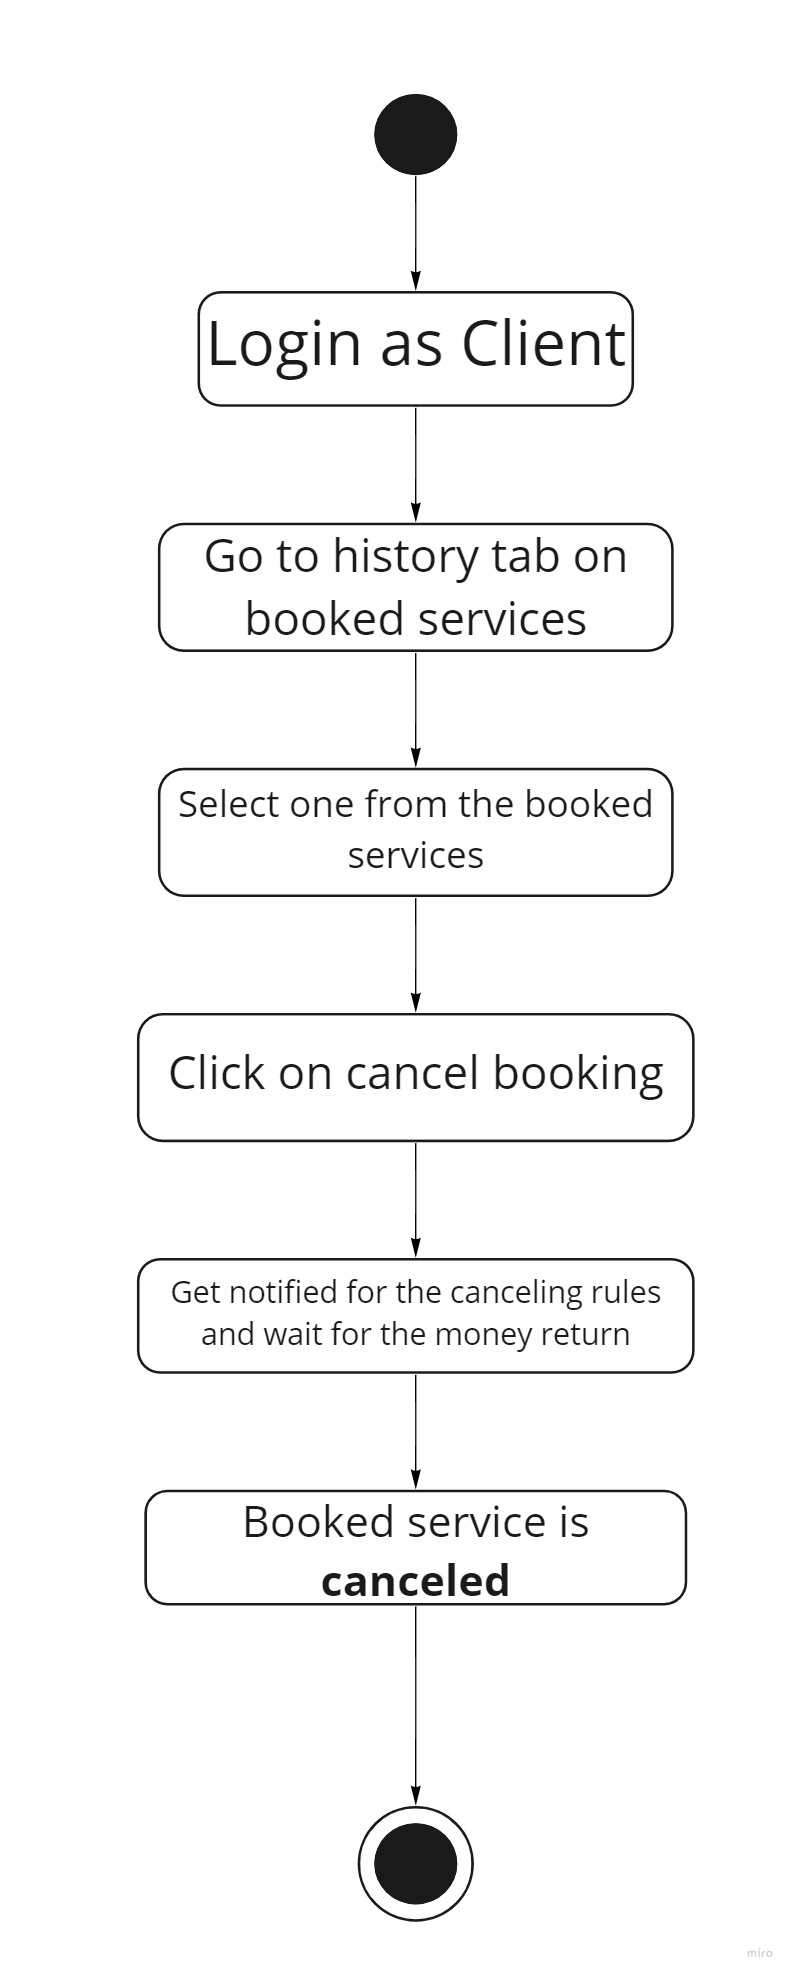 Login as Client
Go to history tab on
booked services
Select one from the booked
services
Click on cancel booking
Get notified for the canceling rules
and wait for the money return
Booked service is
canceled
miro